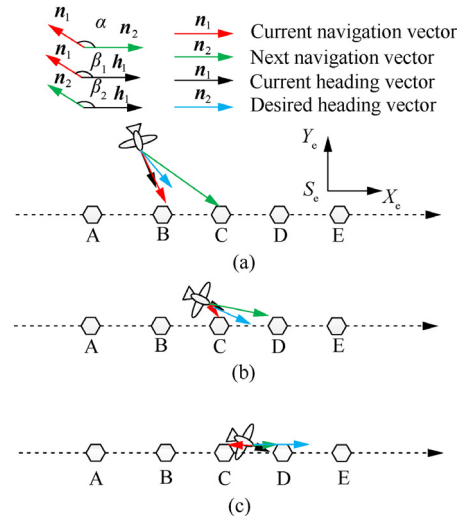 n₁ α n₂ n₁ Current navigation vector
n₁ β₁ h₁ n₂ Next navigation vector
n₂ β₂ h₁ n₁ Current heading vector
n₂ Desired heading vector
Yₑ
Sₑ Xₑ
A B C D E
(a)
A B C D E
(b)
A B C D E
(c)